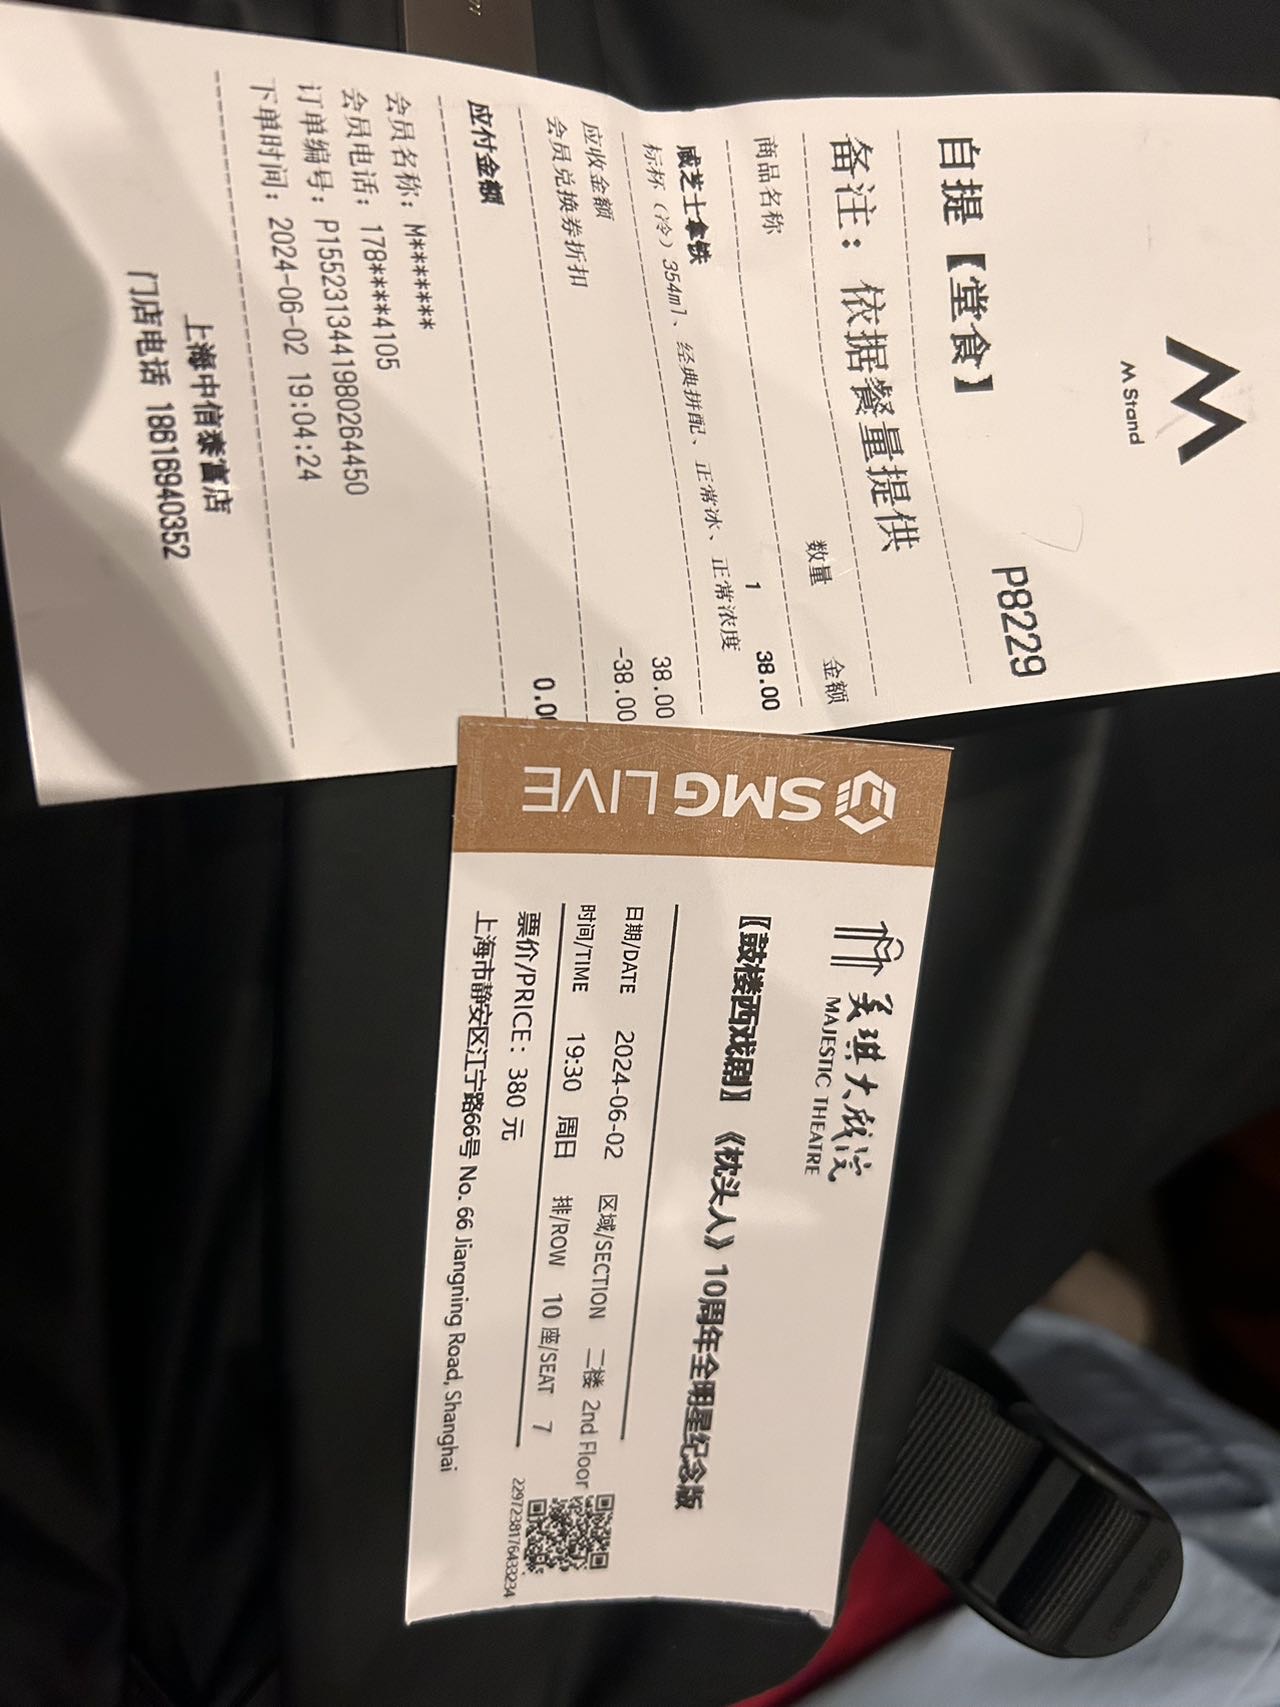 M Stand
P8229
自提【堂食】
备注：依据餐量提供
商品名称 数量 金额
咸芝士拿铁 1 38.00
标杯（冷）354ml、经典拼配、正常冰、正常浓度
应收金额 38.00
会员兑换券折扣 -38.00
应付金额 0.00
会员名称：M*******
会员电话：178****4105
订单编号：P155231344198026 4450
下单时间：2024-06-02 19:04:24
上海中信泰富店
门店电话 18616940352
SMG LIVE
美琪大戏院
MAJESTIC THEATRE
【鼓楼西戏剧】《枕头人》10周年全明星纪念版
日期/DATE 2024-06-02 区域/SECTION 二楼 2nd Floor
时间/TIME 19:30 周日 排/ROW 10 座/SEAT 7
票价/PRICE：380 元
上海市静安区江宁路66号 No. 66 Jiangning Road, Shanghai
2297238176433234